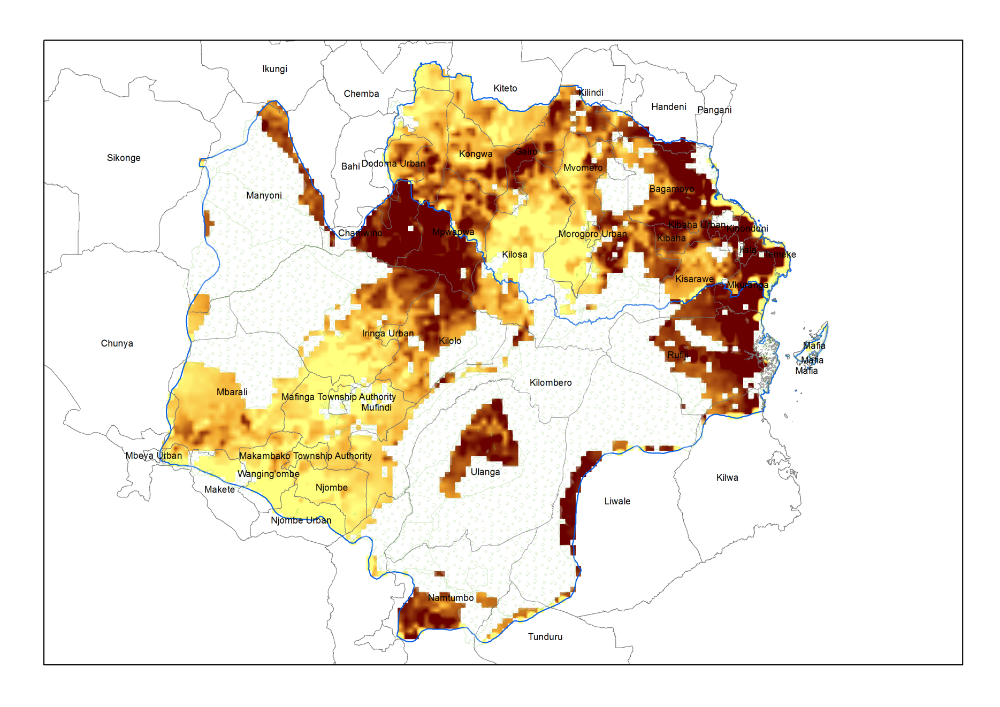 Ikungi
Kiteto
Chemba
Kilindi
Handeni
Pangani
Sikonge
Gairo
Kongwa
Bahi
Dodoma Urban
Mvomero
Manyoni
Bagamoyo
Kibaha Urban
Kinondoni
Chamwino
Mpwapwa
Morogoro Urban
Kibaha
Ilala
Temeke
Kilosa
Kisarawe
Mkuranga
Iringa Urban
Kilolo
Chunya
Mafia
Rufiji
Mafia
Mafia
Kilombero
Mbarali
Mafinga Township Authority
Mufindi
Mbeya Urban
Makambako Township Authority
Ulanga
Wanging'ombe
Kilwa
Njombe
Makete
Liwale
Njombe Urban
Namtumbo
Tunduru